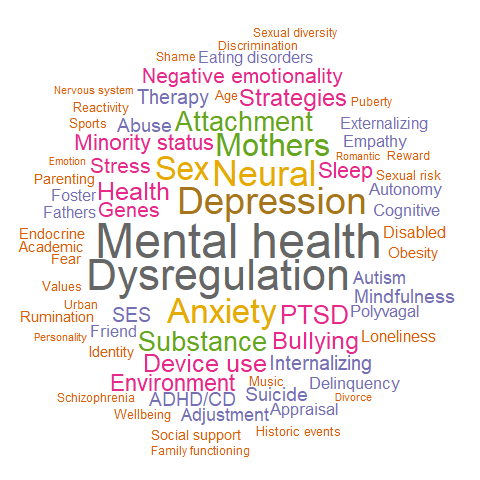 Sexual diversity
Discrimination
Shame Eating disorders
Negative emotionality
Nervous system Therapy Age Strategies Puberty
Reactivity
Sports Abuse Attachment Externalizing
Minority status Mothers Empathy
Emotion Stress Sex Neural Sleep Romantic Reward
Parenting Sexual risk
Foster Health Depression Autonomy
Fathers Genes Cognitive
Endocrine Mental health Disabled
Academic
Fear Obesity
Values Dysregulation Autism
Urban Mindfulness
Rumination SES Anxiety PTSD Polyvagal
Personality Friend Substance Bullying Loneliness
Identity Device use Internalizing
Environment Music Delinquency
Schizophrenia ADHD/CD Suicide Divorce
Wellbeing Adjustment Appraisal
Social support Historic events
Family functioning